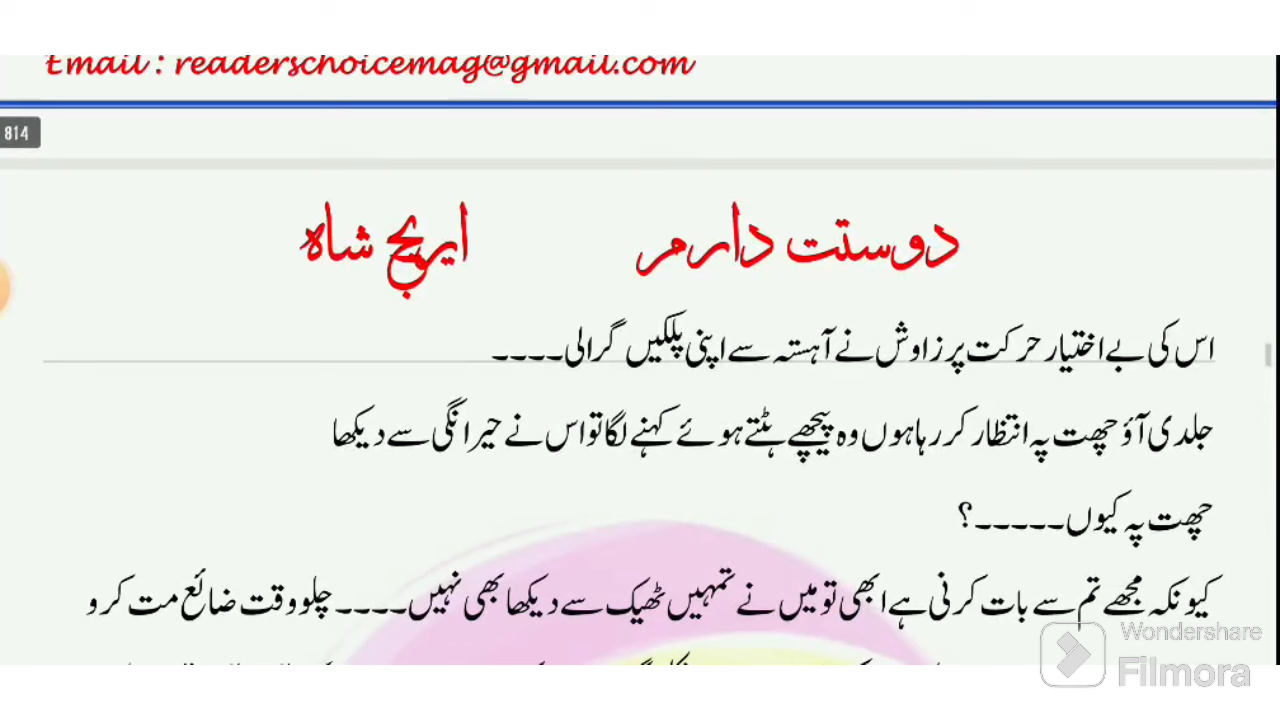 Email : readerschoicemag@gmail.com
814
دوستت دارم ایریج شاہ
اس کی بے اختیار حرکت پر زاوش نے آہستہ سے اپنی پلکیں گرالی۔۔۔۔
جلدی آؤ چھت پہ انتظار کر رہا ہوں وہ پیچھے ہٹتے ہوئے کہنے لگا تو اس نے حیرانگی سے دیکھا
چھت پہ کیوں۔۔۔۔۔؟
کیونکہ مجھے تم سے بات کرنی ہے ابھی تو میں نے تمہیں ٹھیک سے دیکھا بھی نہیں۔۔۔۔ چلو وقت ضائع مت کرو
Wondershare
Filmora